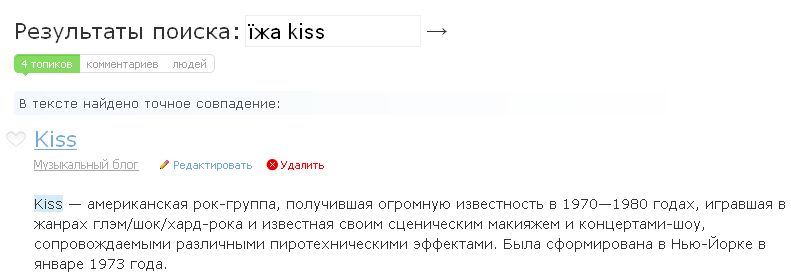 Результаты поиска: їжа kiss →
4 топиков комментариев людей
В тексте найдено точное совпадение:
Kiss
Музыкальный блог Редактировать Удалить
Kiss — американская рок-группа, получившая огромную известность в 1970—1980 годах, игравшая в
жанрах глэм/шок/хард-рока и известная своим сценическим макияжем и концертами-шоу,
сопровождаемыми различными пиротехническими эффектами. Была сформирована в Нью-Йорке в
январе 1973 года.